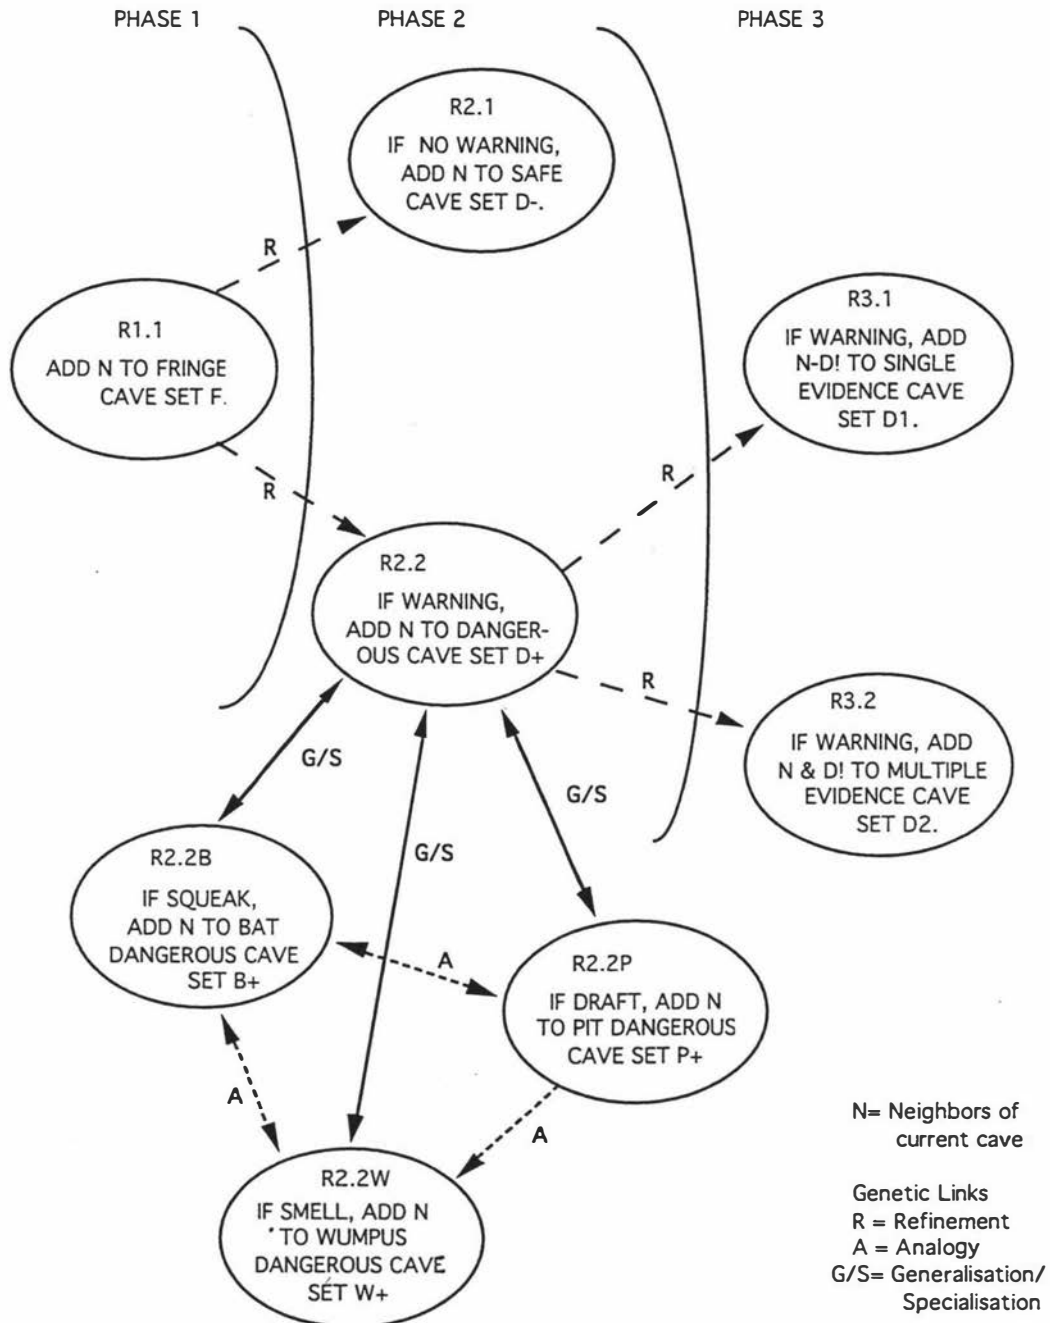 PHASE 1
PHASE 2
PHASE 3
R2.1
IF NO WARNING,
ADD N TO SAFE
CAVE SET D-.
R
R1.1
ADD N TO FRINGE
CAVE SET F.
R
R3.1
IF WARNING, ADD
N-D! TO SINGLE
EVIDENCE CAVE
SET D1.
R
R2.2
IF WARNING,
ADD N TO DANGER-
OUS CAVE SET D+
R
R3.2
IF WARNING, ADD
N & D! TO MULTIPLE
EVIDENCE CAVE
SET D2.
G/S
G/S
G/S
R2.2B
IF SQUEAK,
ADD N TO BAT
DANGEROUS CAVE
SET B+
A
R2.2P
IF DRAFT, ADD N
TO PIT DANGEROUS
CAVE SET P+
A
A
R2.2W
IF SMELL, ADD N
TO WUMPUS
DANGEROUS CAVE
SET W+
N= Neighbors of
current cave
Genetic Links
R = Refinement
A = Analogy
G/S= Generalisation/
Specialisation